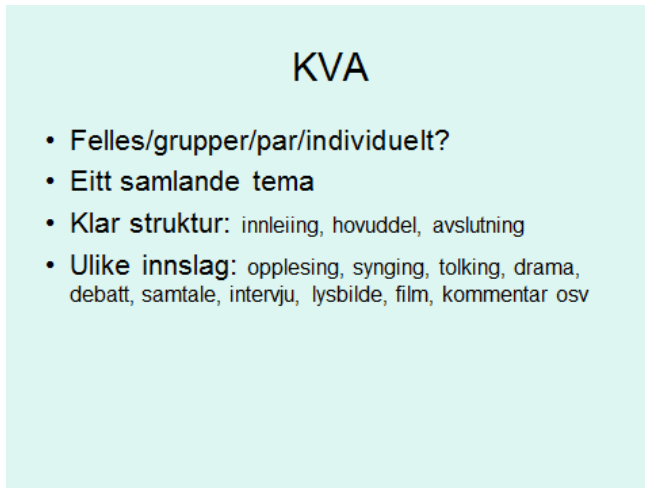 KVA
• Felles/grupper/par/individuelt?
• Eitt samlande tema
• Klar struktur: innleiing, hovuddel, avslutning
• Ulike innslag: opplesing, synging, tolking, drama,
debatt, samtale, intervju, lysbilde, film, kommentar osv